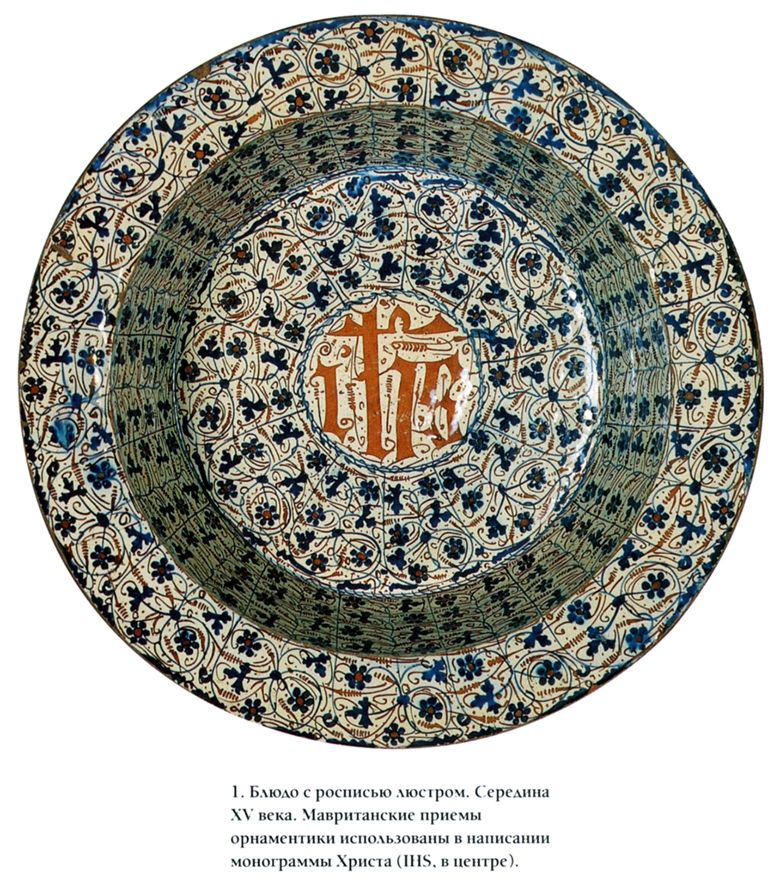 ihs
1. Блюдо с росписью люстром. Середина
XV века. Мавританские приемы
орнаментики использованы в написании
монограммы Христа (IHS, в центре).